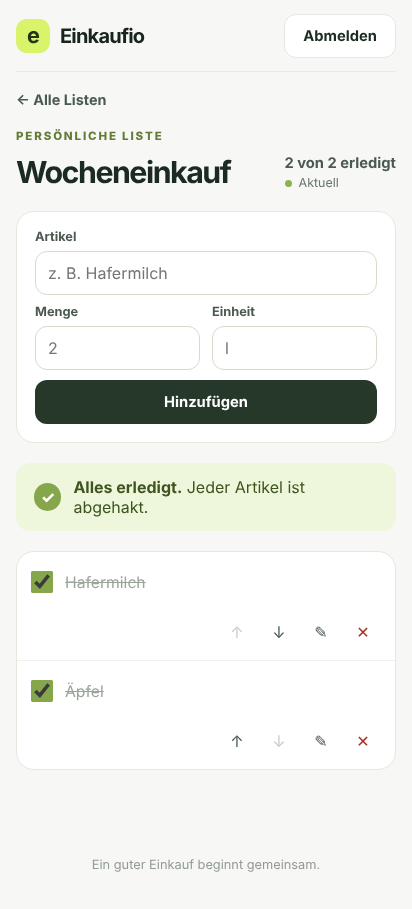 e Einkaufio
Abmelden
← Alle Listen
PERSÖNLICHE LISTE
Wocheneinkauf
2 von 2 erledigt
Aktuell
Artikel
z. B. Hafermilch
Menge
Einheit
2
l
Hinzufügen
Alles erledigt. Jeder Artikel ist
abgehakt.
Hafermilch
↑ ↓ ✎ ✕
Äpfel
↑ ↓ ✎ ✕
Ein guter Einkauf beginnt gemeinsam.